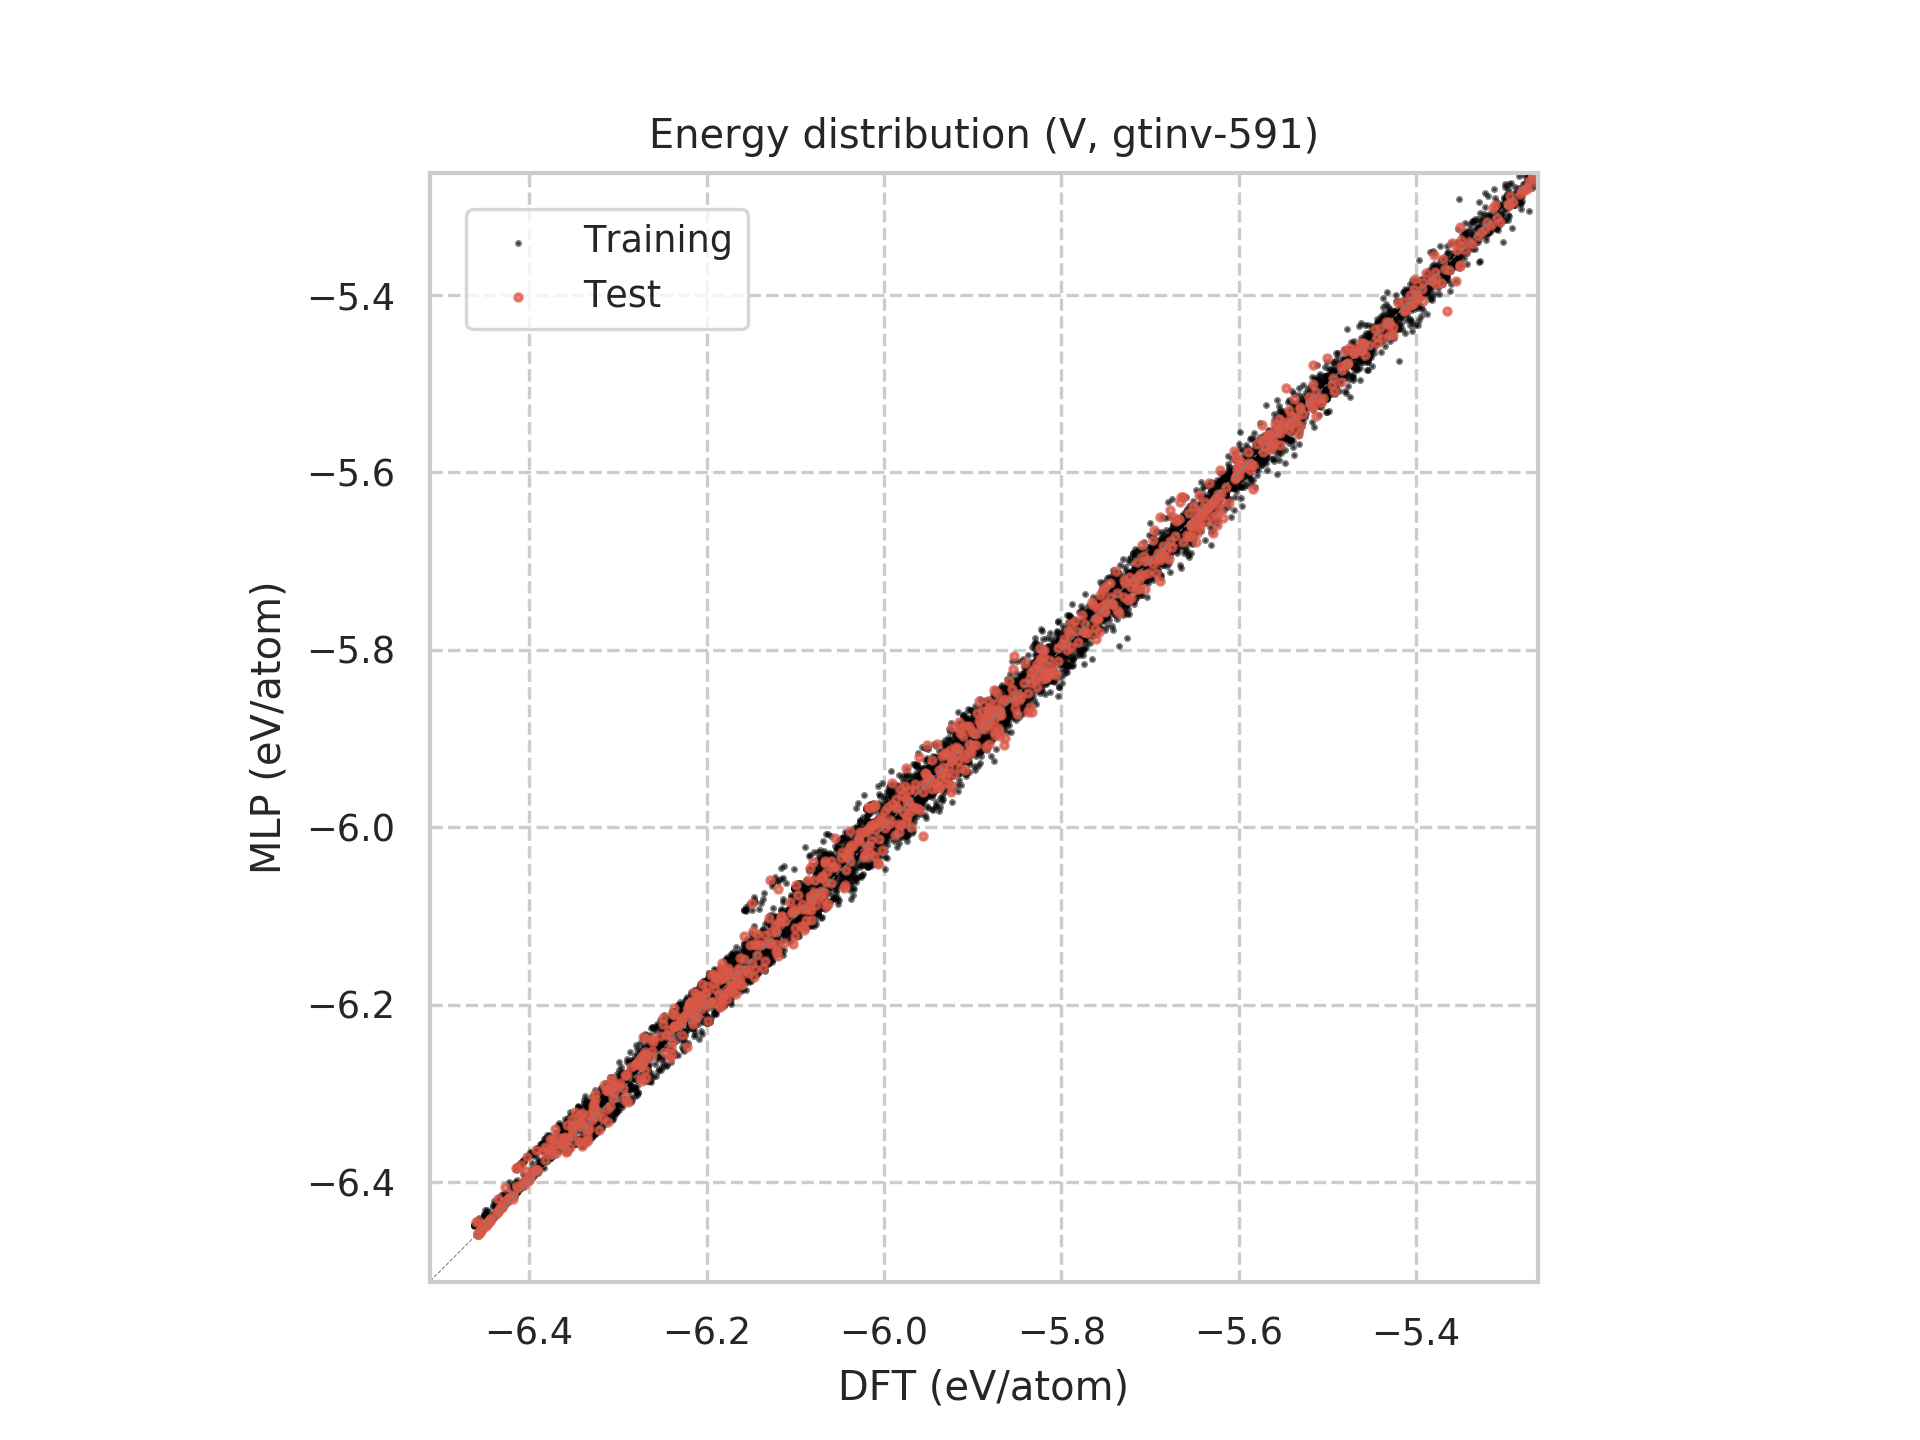 Energy distribution (V, gtinv-591)
Training
Test
MLP (eV/atom)
−5.4
−5.6
−5.8
−6.0
−6.2
−6.4
−6.4 −6.2 −6.0 −5.8 −5.6 −5.4
DFT (eV/atom)